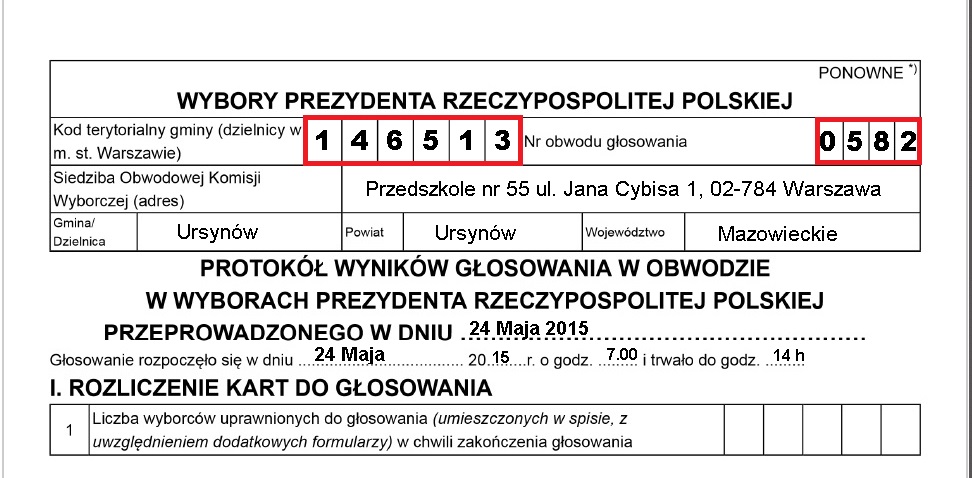 PONOWNE *)
WYBORY PREZYDENTA RZECZYPOSPOLITEJ POLSKIEJ
Kod terytorialny gminy (dzielnicy w m. st. Warszawie) 1 4 6 5 1 3 Nr obwodu głosowania 0 5 8 2
Siedziba Obwodowej Komisji Wyborczej (adres) Przedszkole nr 55 ul. Jana Cybisa 1, 02-784 Warszawa
Gmina/ Dzielnica Ursynów Powiat Ursynów Województwo Mazowieckie
PROTOKÓŁ WYNIKÓW GŁOSOWANIA W OBWODZIE
W WYBORACH PREZYDENTA RZECZYPOSPOLITEJ POLSKIEJ
PRZEPROWADZONEGO W DNIU 24 Maja 2015
Głosowanie rozpoczęło się w dniu 24 Maja 2015 r. o godz. 7.00 i trwało do godz. 14 h
I. ROZLICZENIE KART DO GŁOSOWANIA
1 Liczba wyborców uprawnionych do głosowania (umieszczonych w spisie, z
uwzględnieniem dodatkowych formularzy) w chwili zakończenia głosowania